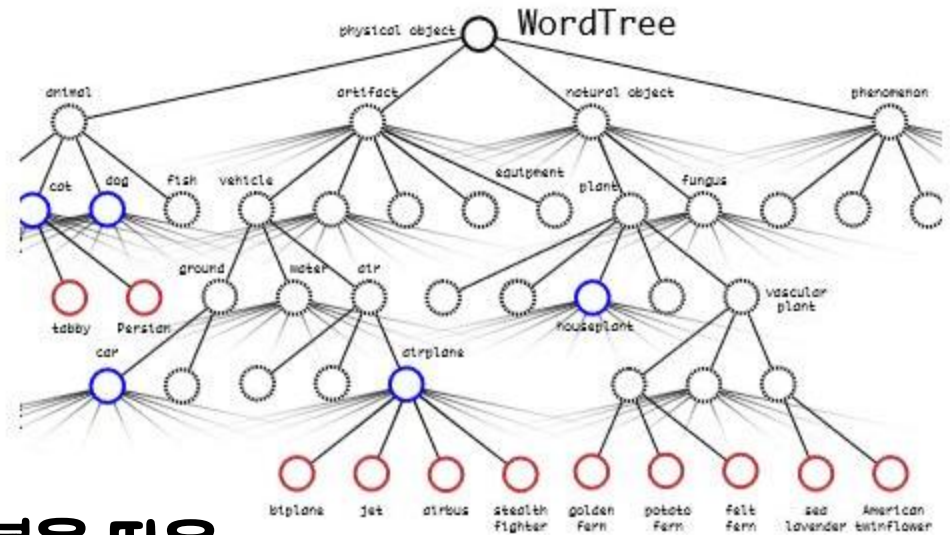 WordTree
physical object
animal
artifact
natural object
phenomenon
cat
dog
fish
vehicle
equipment
plant
fungus
ground
water
air
vascular
plant
tabby
Persian
houseplant
car
airplane
biplane
jet
airbus
stealth
fighter
golden
fern
potato
fern
felt
fern
sea
lavender
American
twinflower